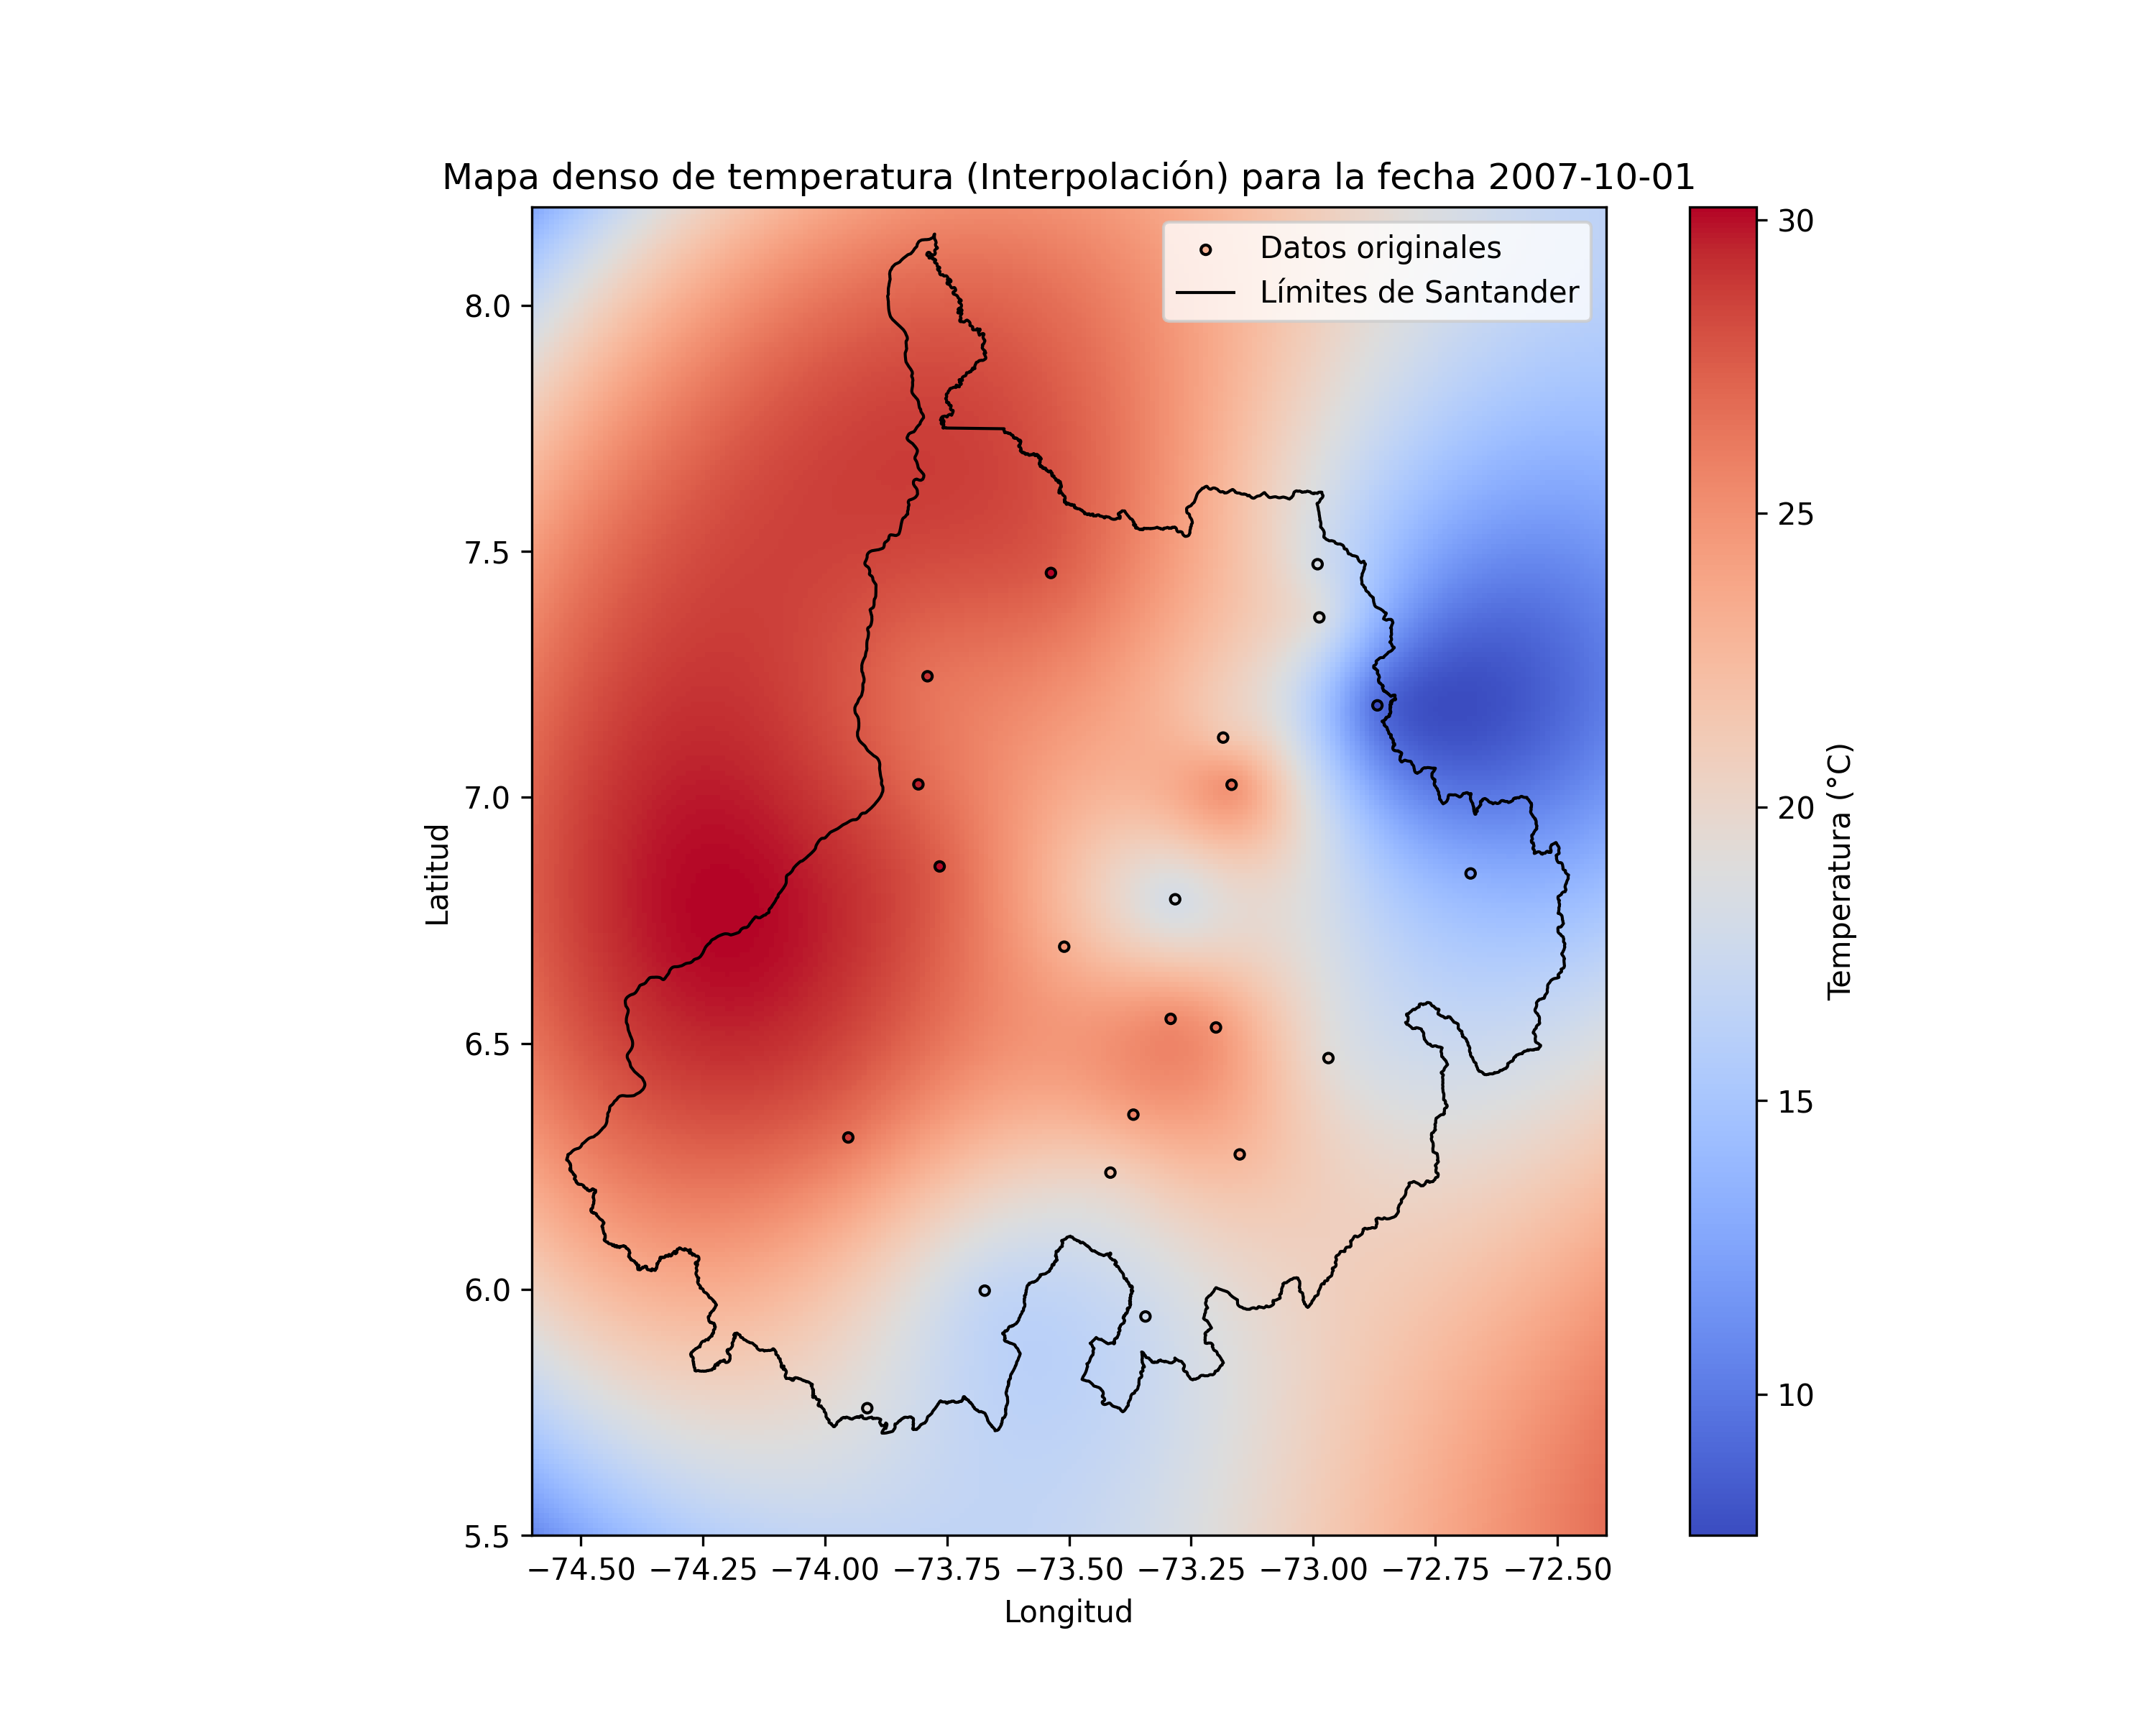 Mapa denso de temperatura (Interpolación) para la fecha 2007-10-01
Datos originales
Límites de Santander
8.0
7.5
7.0
6.5
6.0
5.5
Latitud
−74.50 −74.25 −74.00 −73.75 −73.50 −73.25 −73.00 −72.75 −72.50
Longitud
30
25
20
15
10
Temperatura (°C)